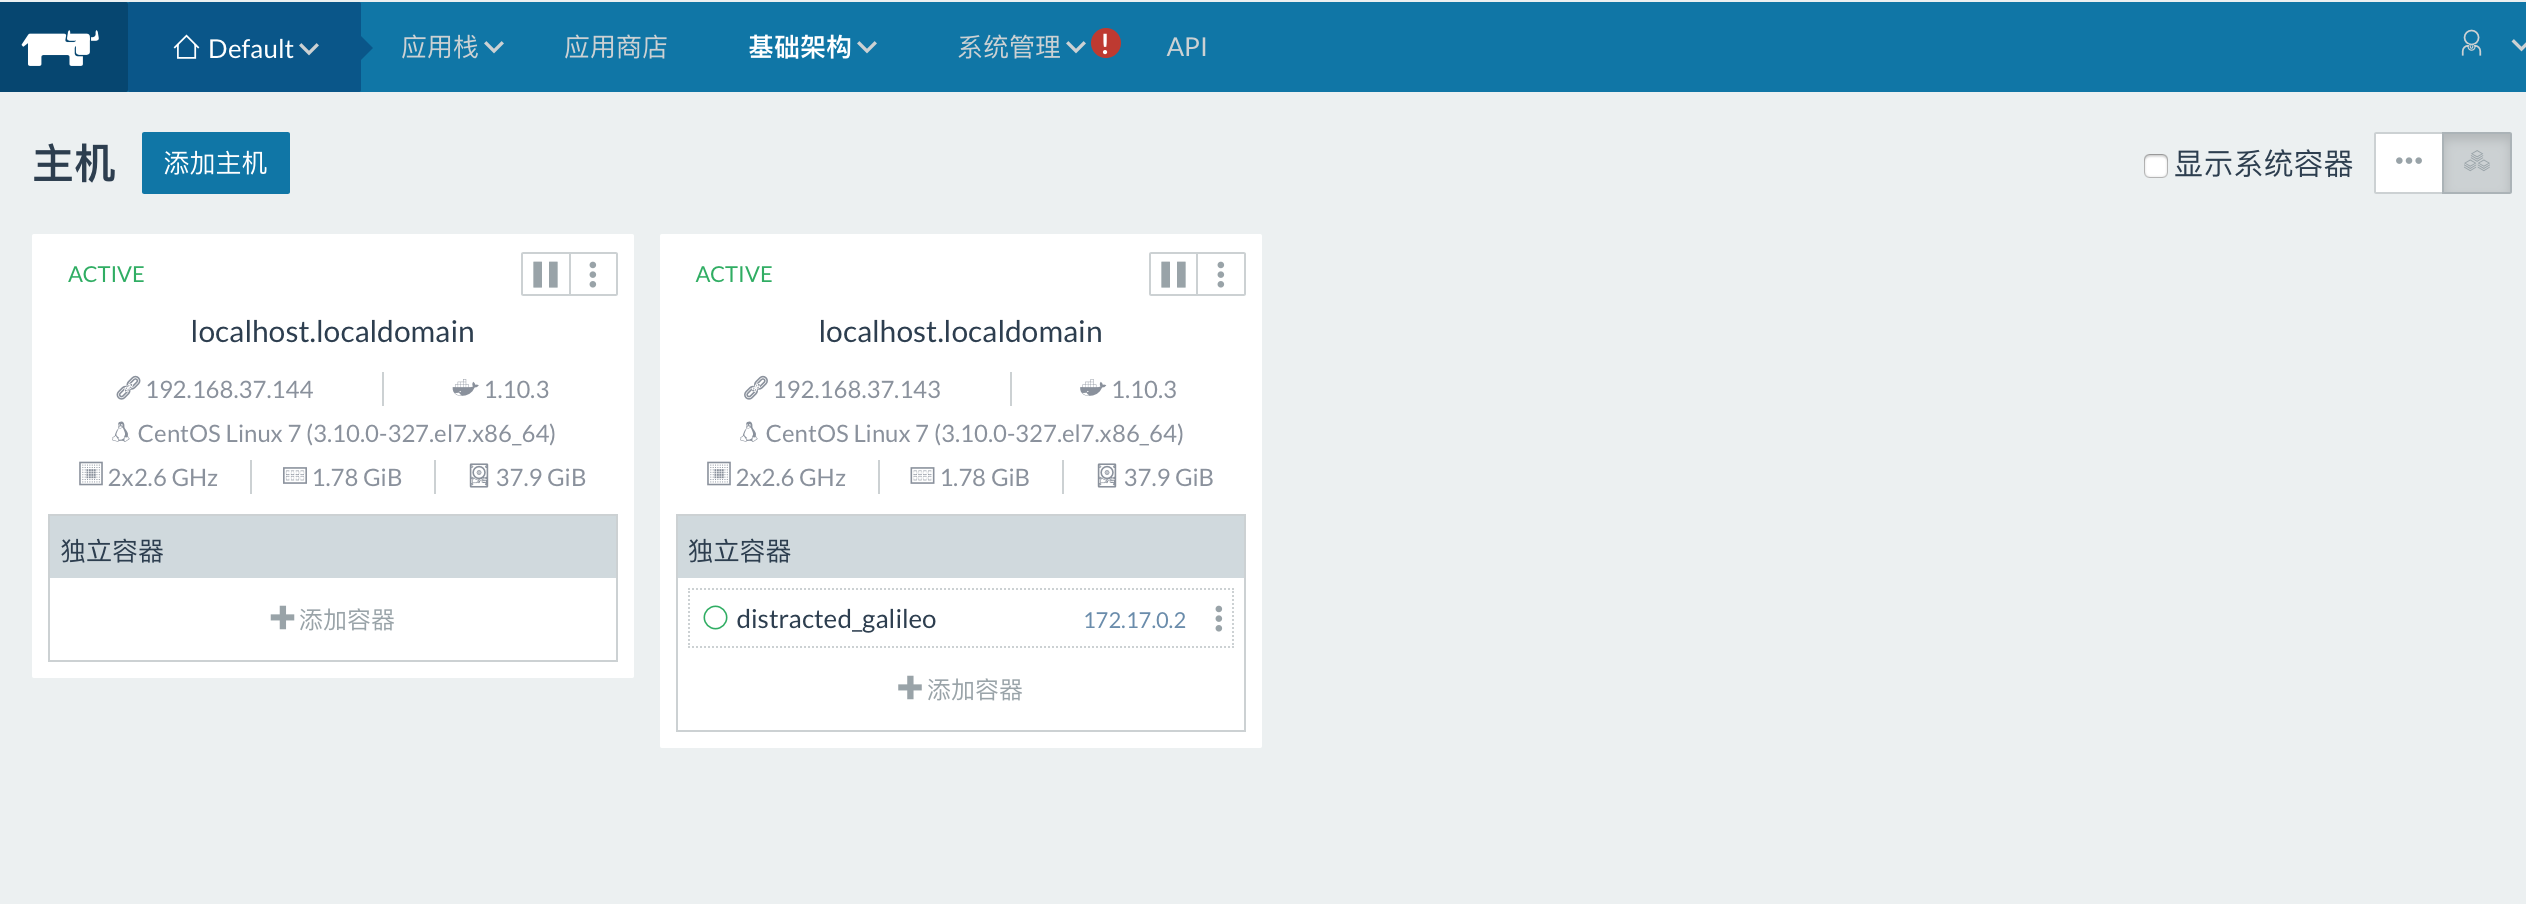 Default 应用栈 应用商店 基础架构 系统管理 ! API
主机 添加主机 显示系统容器
ACTIVE
localhost.localdomain
192.168.37.144 1.10.3
CentOS Linux 7 (3.10.0-327.el7.x86_64)
2x2.6 GHz 1.78 GiB 37.9 GiB
独立容器
添加容器
ACTIVE
localhost.localdomain
192.168.37.143 1.10.3
CentOS Linux 7 (3.10.0-327.el7.x86_64)
2x2.6 GHz 1.78 GiB 37.9 GiB
独立容器
distracted_galileo 172.17.0.2
添加容器